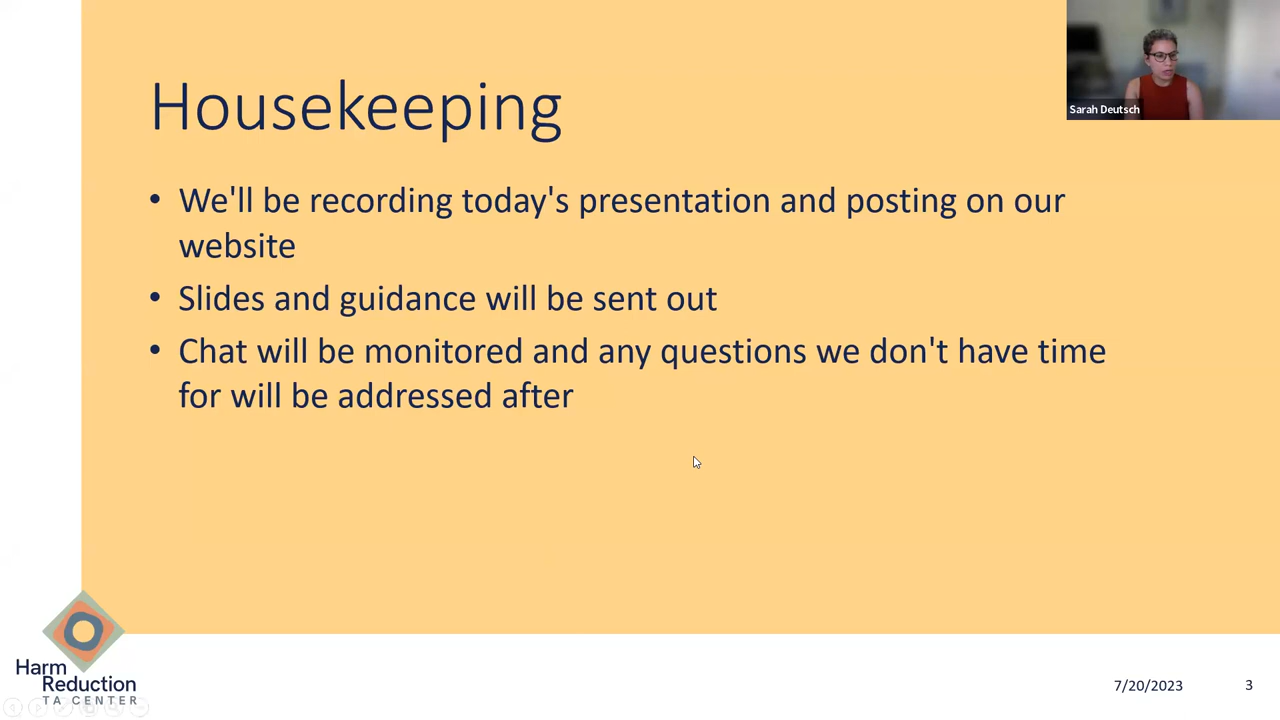 Housekeeping
Sarah Deutsch
• We'll be recording today's presentation and posting on our
website
• Slides and guidance will be sent out
• Chat will be monitored and any questions we don't have time
for will be addressed after
Harm
Reduction
TA CENTER
7/20/2023
3